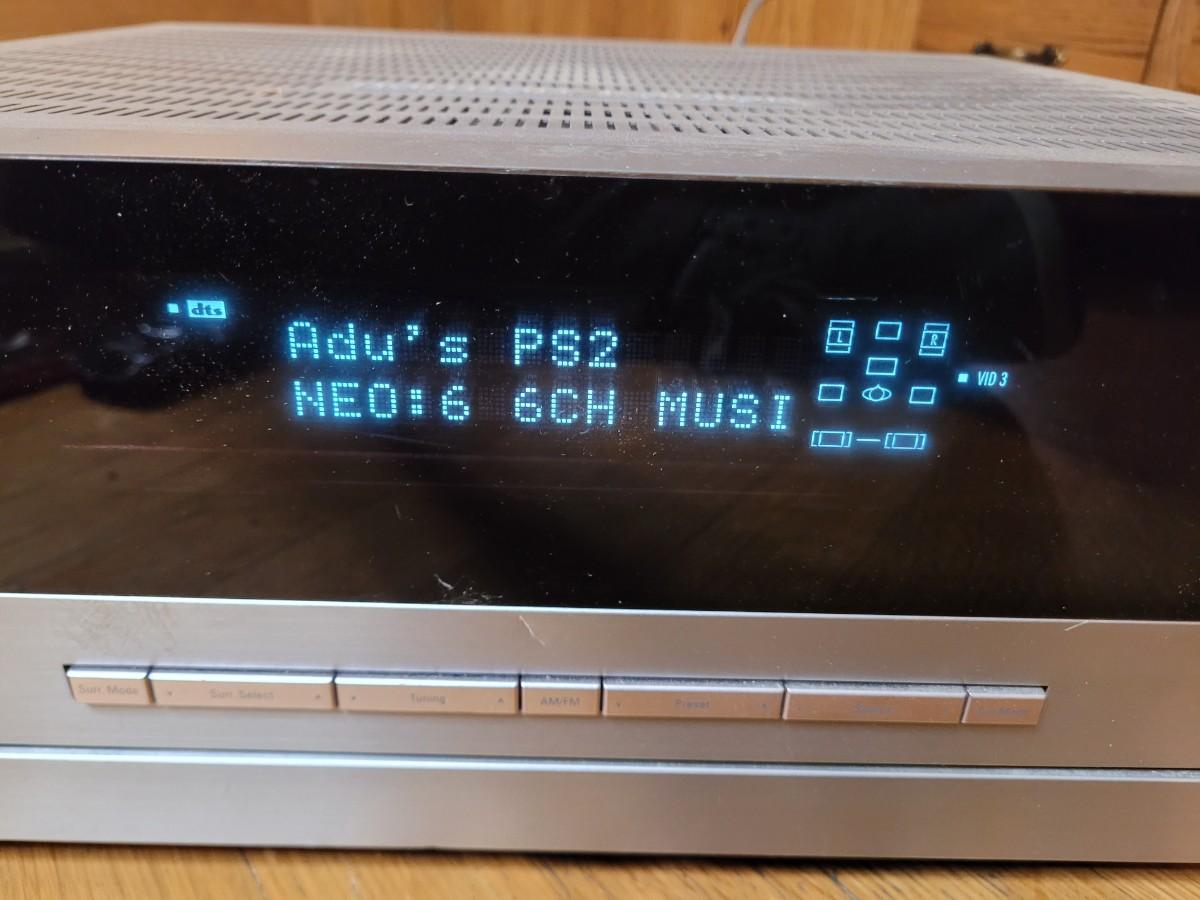 dts
Adu's PS2
NEO:6 6CH MUSI
L
R
VID 3
Surr. Mode
Surr. Select
Tuning
AM/FM
Preset